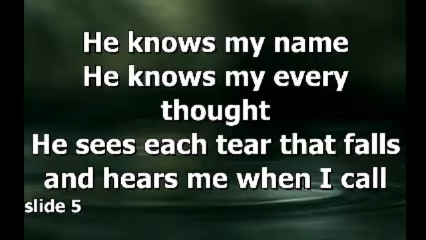 He knows my name
He knows my every
thought
He sees each tear that falls
and hears me when I call
slide 5